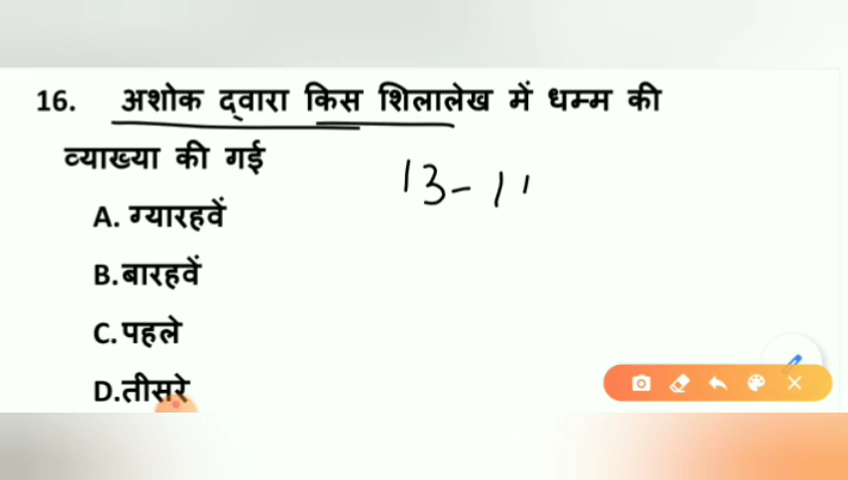 16. अशोक द्वारा किस शिलालेख में धम्म की
व्याख्या की गई
13-11
A. ग्यारहवें
B. बारहवें
C. पहले
D. तीसरे